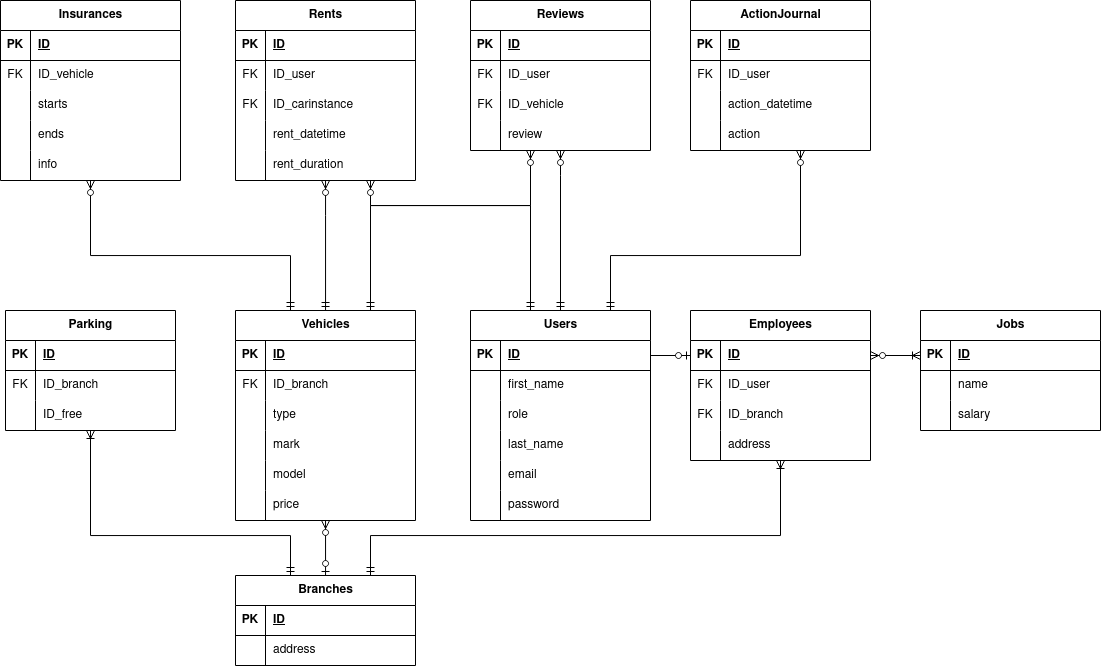 Insurances
PK ID
FK ID_vehicle
starts
ends
info
Rents
PK ID
FK ID_user
FK ID_carinstance
rent_datetime
rent_duration
Reviews
PK ID
FK ID_user
FK ID_vehicle
review
ActionJournal
PK ID
FK ID_user
action_datetime
action
Parking
PK ID
FK ID_branch
ID_free
Vehicles
PK ID
FK ID_branch
type
mark
model
price
Users
PK ID
first_name
role
last_name
email
password
Employees
PK ID
FK ID_user
FK ID_branch
address
Jobs
PK ID
name
salary
Branches
PK ID
address